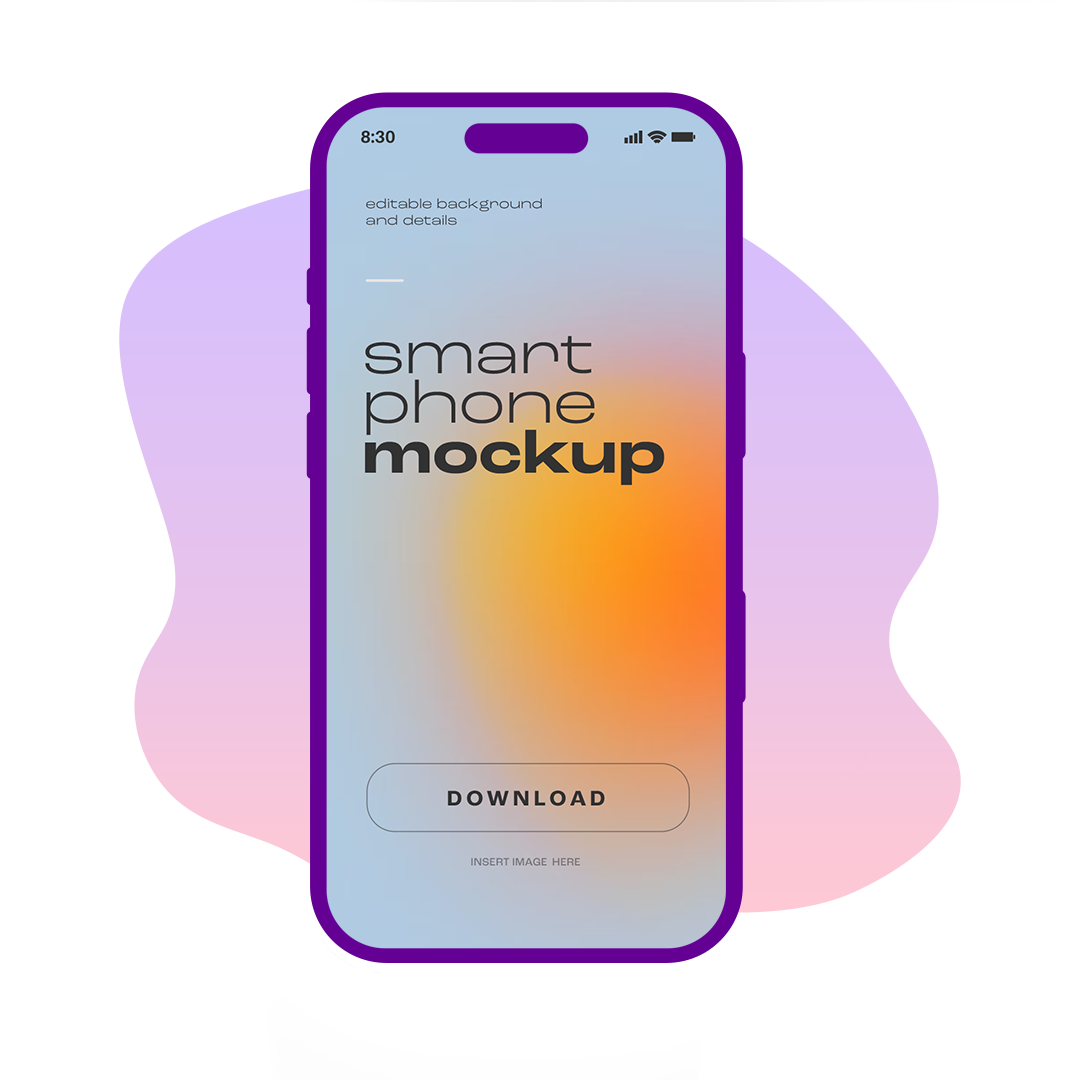 8:30
editable background
and details
smart
phone
mockup
DOWNLOAD
INSERT IMAGE HERE